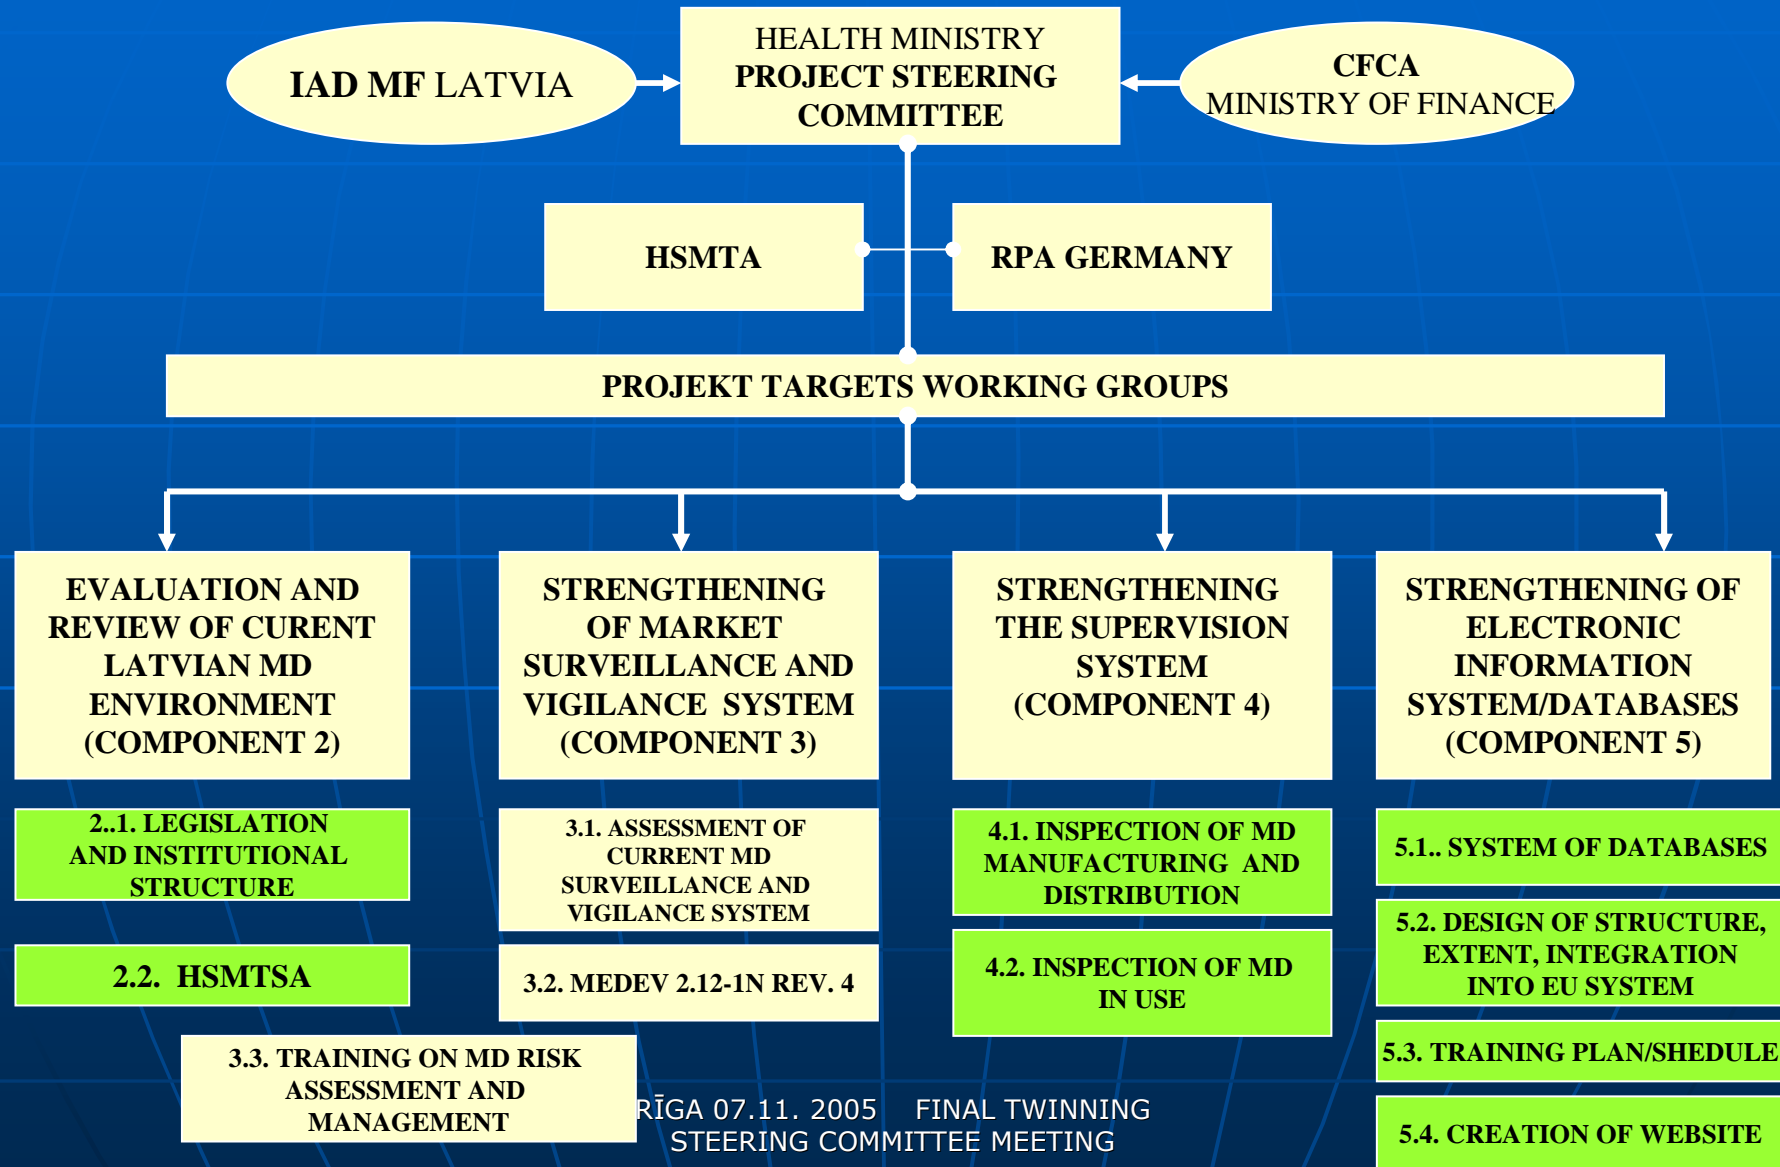 IAD MF LATVIA
HEALTH MINISTRY
PROJECT STEERING
COMMITTEE
CFCA
MINISTRY OF FINANCE
HSMTA
RPA GERMANY
PROJEKT TARGETS WORKING GROUPS
EVALUATION AND
REVIEW OF CURENT
LATVIAN MD
ENVIRONMENT
(COMPONENT 2)
STRENGTHENING
OF MARKET
SURVEILLANCE AND
VIGILANCE SYSTEM
(COMPONENT 3)
STRENGTHENING
THE SUPERVISION
SYSTEM
(COMPONENT 4)
STRENGTHENING OF
ELECTRONIC
INFORMATION
SYSTEM/DATABASES
(COMPONENT 5)
2..1. LEGISLATION
AND INSTITUTIONAL
STRUCTURE
2.2. HSMTSA
3.1. ASSESSMENT OF
CURRENT MD
SURVEILLANCE AND
VIGILANCE SYSTEM
3.2. MEDEV 2.12-1N REV. 4
3.3. TRAINING ON MD RISK
ASSESSMENT AND
MANAGEMENT
4.1. INSPECTION OF MD
MANUFACTURING AND
DISTRIBUTION
4.2. INSPECTION OF MD
IN USE
5.1.. SYSTEM OF DATABASES
5.2. DESIGN OF STRUCTURE,
EXTENT, INTEGRATION
INTO EU SYSTEM
5.3. TRAINING PLAN/SHEDULE
5.4. CREATION OF WEBSITE
RĪGA 07.11. 2005 FINAL TWINNING
STEERING COMMITTEE MEETING